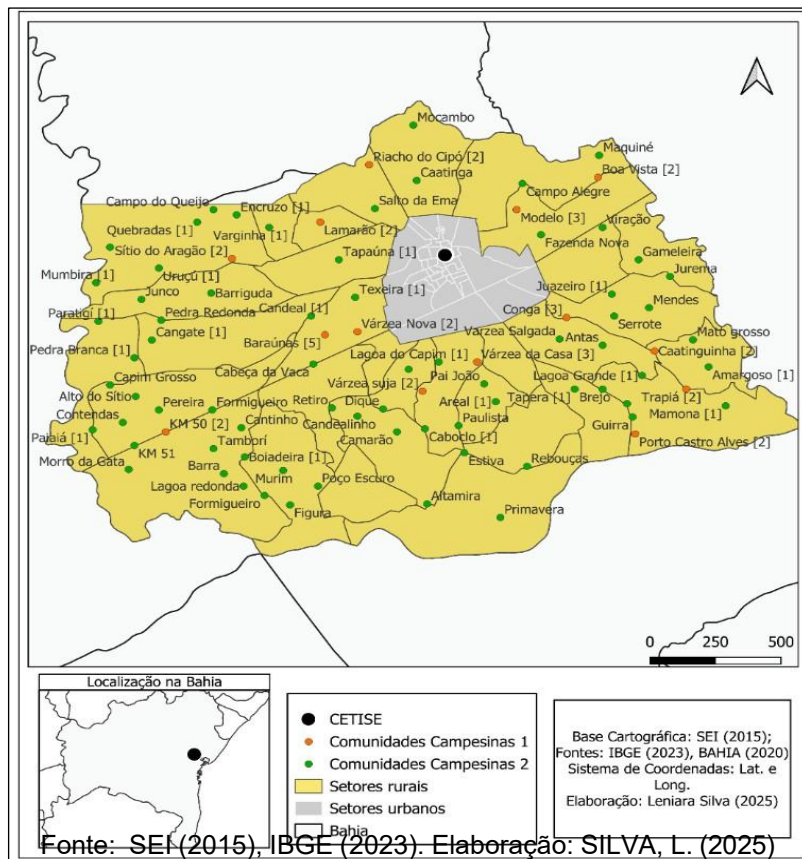 Mocambo
Maquiné
Riacho do Cipó [2]
Boa Vista [2]
Caatinga
Campo Alegre
Campo do Queijo
Encruzo [1]
Salto da Ema
Modelo [3]
Viração
Quebradas [1]
Varginha [1]
Lamarão [2]
Fazenda Nova
Sítio do Aragão [2]
Tapaúna [1]
Gameleira
Mumbira [1]
Uruçú [1]
Jurema
Junco
Barriguda
Texeira [1]
Juazeiro [1]
Mendes
Paratigí [1]
Pedra Redonda
Candeal [1]
Conga [3]
Serrote
Cangate [1]
Baraúnas [5]
Várzea Nova [2]
Várzea Salgada
Antas
Mato grosso
Pedra Branca [1]
Lagoa do Capim [1]
Várzea da Casa [3]
Caatinguinha [2]
Cabeça da Vaca
Pai João
Lagoa Grande [1]
Amargoso [1]
Capim Grosso
Várzea suja [2]
Alto do Sítio
Pereira
Formigueiro
Retiro
Dique
Areal [1]
Tapera [1]
Brejo
Trapiá [2]
Contendas
Cantinho
Candealinho
Paulista
Mamona [1]
Pajaiá [1]
KM 50 [2]
Camarão
Caboclo [1]
Guirra
Porto Castro Alves [2]
KM 51
Tamborí
Morro da Gata
Barra
Boiadeira [1]
Estiva
Rebouças
Lagoa redonda
Murim
Poço Escuro
Formigueiro
Figura
Altamira
Primavera
0 250 500
Localização na Bahia
CETISE
Comunidades Campesinas 1
Comunidades Campesinas 2
Setores rurais
Setores urbanos
Bahia
Base Cartográfica: SEI (2015);
Fontes: IBGE (2023), BAHIA (2020)
Sistema de Coordenadas: Lat. e
Long.
Elaboração: Leniara Silva (2025)
Fonte: SEI (2015), IBGE (2023). Elaboração: SILVA, L. (2025)